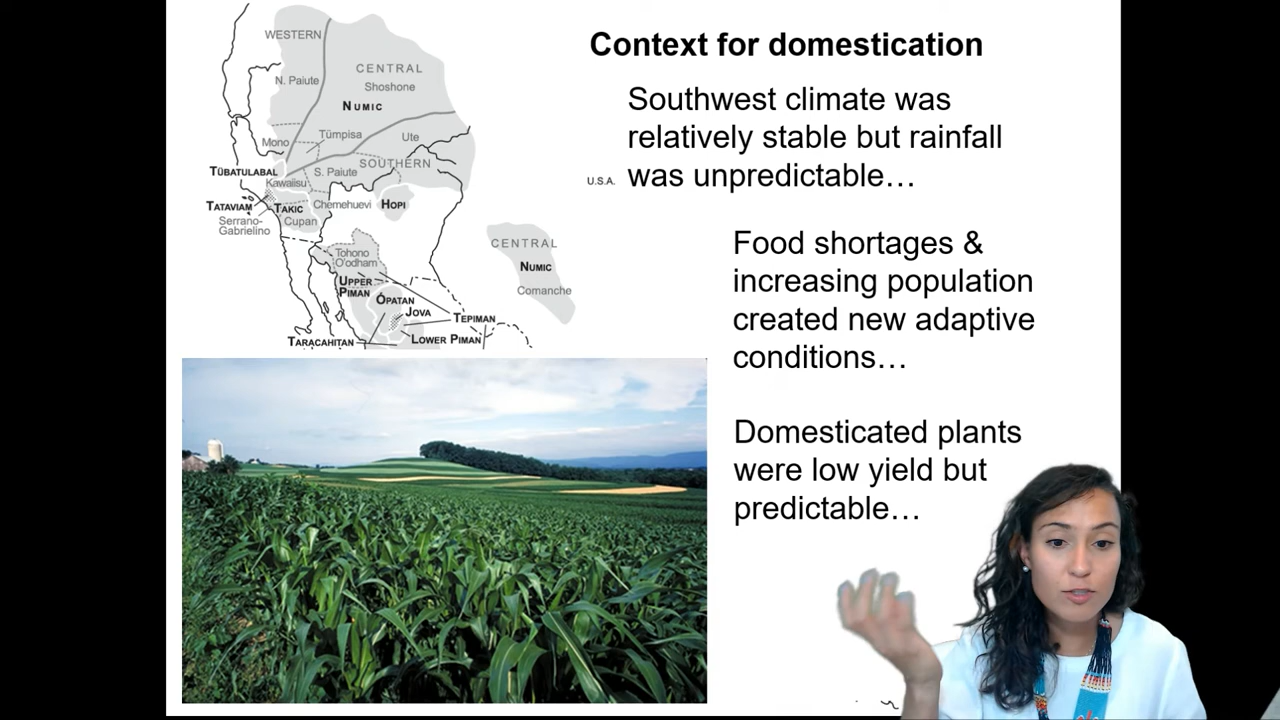 Context for domestication
Southwest climate was
relatively stable but rainfall
was unpredictable…
Food shortages &
increasing population
created new adaptive
conditions…
Domesticated plants
were low yield but
predictable…
WESTERN
CENTRAL
N. Paiute
Shoshone
NUMIC
Mono
Tümpisa
Ute
SOUTHERN
TÜBATULABAL
Kawaiisu
S. Paiute
U.S.A.
TATAVIAM
TAKIC
Chemehuevi
HOPI
Serrano-
Gabrielino
Cupan
CENTRAL
NUMIC
Comanche
Tohono
O'odham
UPPER
PIMAN
ÓPATAN
JOVA
TEPIMAN
TARACAHITAN
LOWER PIMAN